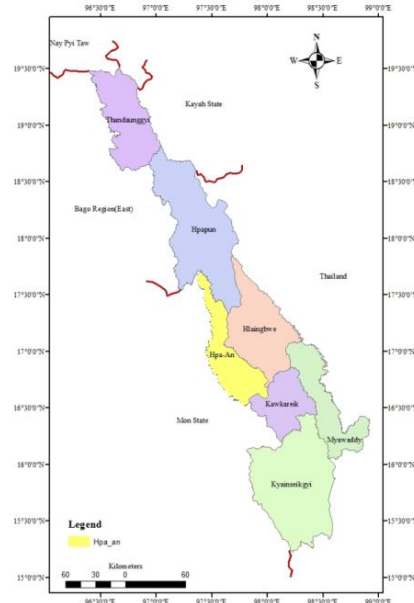 96°30'0"E 97°0'0"E 97°30'0"E 98°0'0"E 98°30'0"E 99°0'0"E
Nay Pyi Taw
N
W E
S
19°30'0"N 19°30'0"N
Kayah State
Thandaunggyi
19°0'0"N 19°0'0"N
18°30'0"N 18°30'0"N
Bago Region(East)
Hpapun
18°0'0"N 18°0'0"N
Thailand
17°30'0"N 17°30'0"N
Hlaingbwe
17°0'0"N 17°0'0"N
Hpa-An
Kawkareik
16°30'0"N 16°30'0"N
Mon State
Myawaddy
16°0'0"N 16°0'0"N
Kyainseikgyi
15°30'0"N 15°30'0"N
Legend
Hpa_an
Kilometers
15°0'0"N 15°0'0"N
60 30 0 60
96°30'0"E 97°0'0"E 97°30'0"E 98°0'0"E 98°30'0"E 99°0'0"E